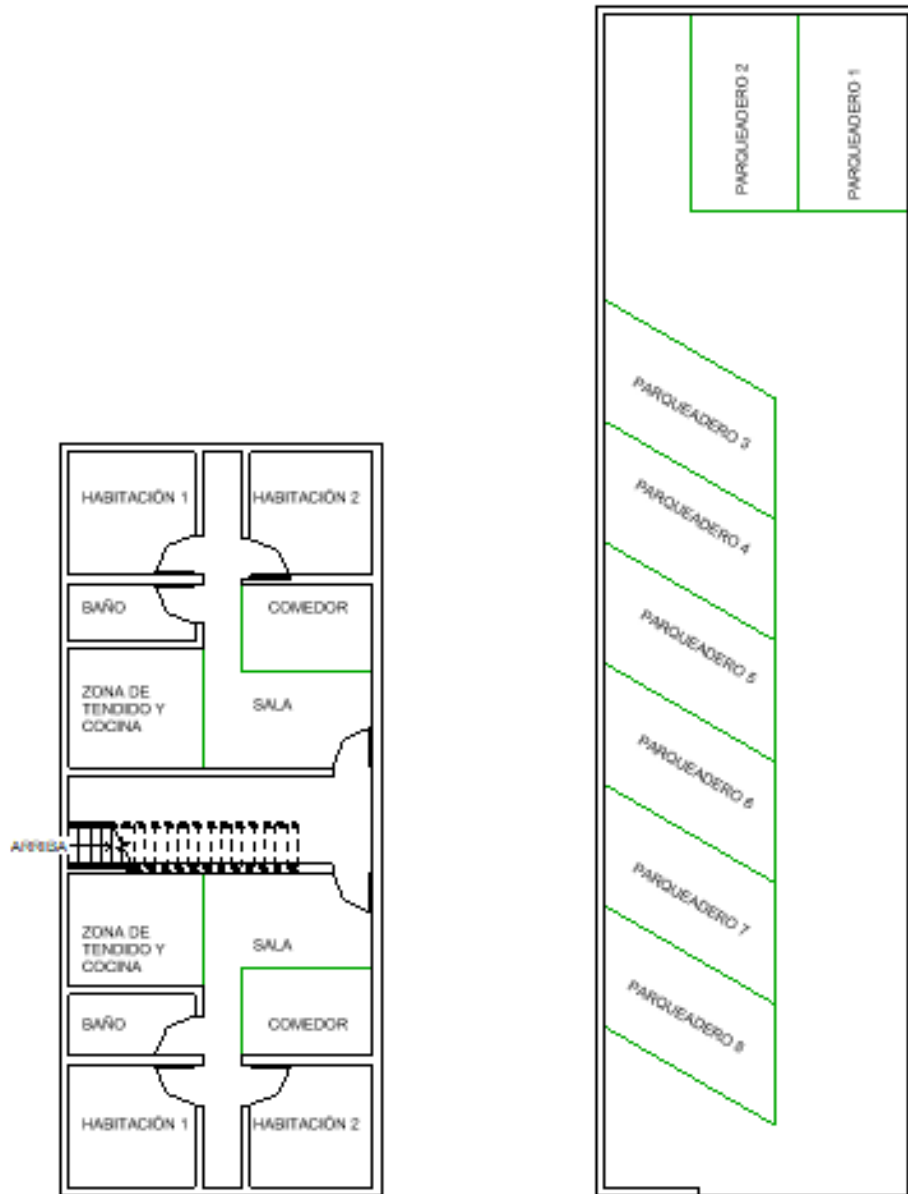 PARQUEADERO 2
PARQUEADERO 1
PARQUEADERO 3
PARQUEADERO 4
PARQUEADERO 5
PARQUEADERO 6
PARQUEADERO 7
PARQUEADERO 8
HABITACIÓN 1
HABITACIÓN 2
BAÑO
COMEDOR
ZONA DE
TENDIDO Y
COCINA
SALA
ARRIBA
ZONA DE
TENDIDO Y
COCINA
SALA
BAÑO
COMEDOR
HABITACIÓN 1
HABITACIÓN 2